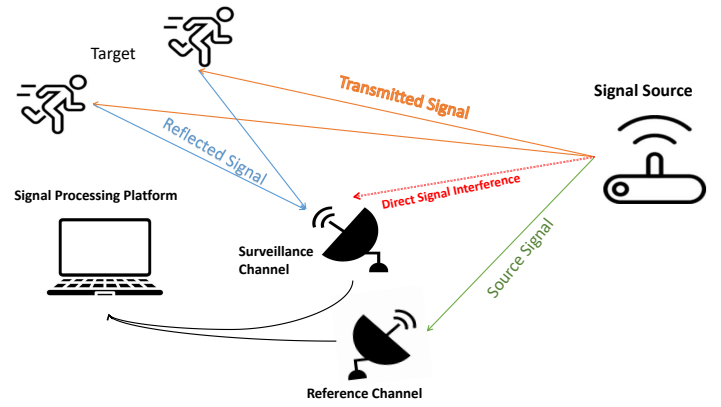 Target
Transmitted Signal
Signal Source
Reflected Signal
Direct Signal Interference
Signal Processing Platform
Surveillance
Channel
Source Signal
Reference Channel